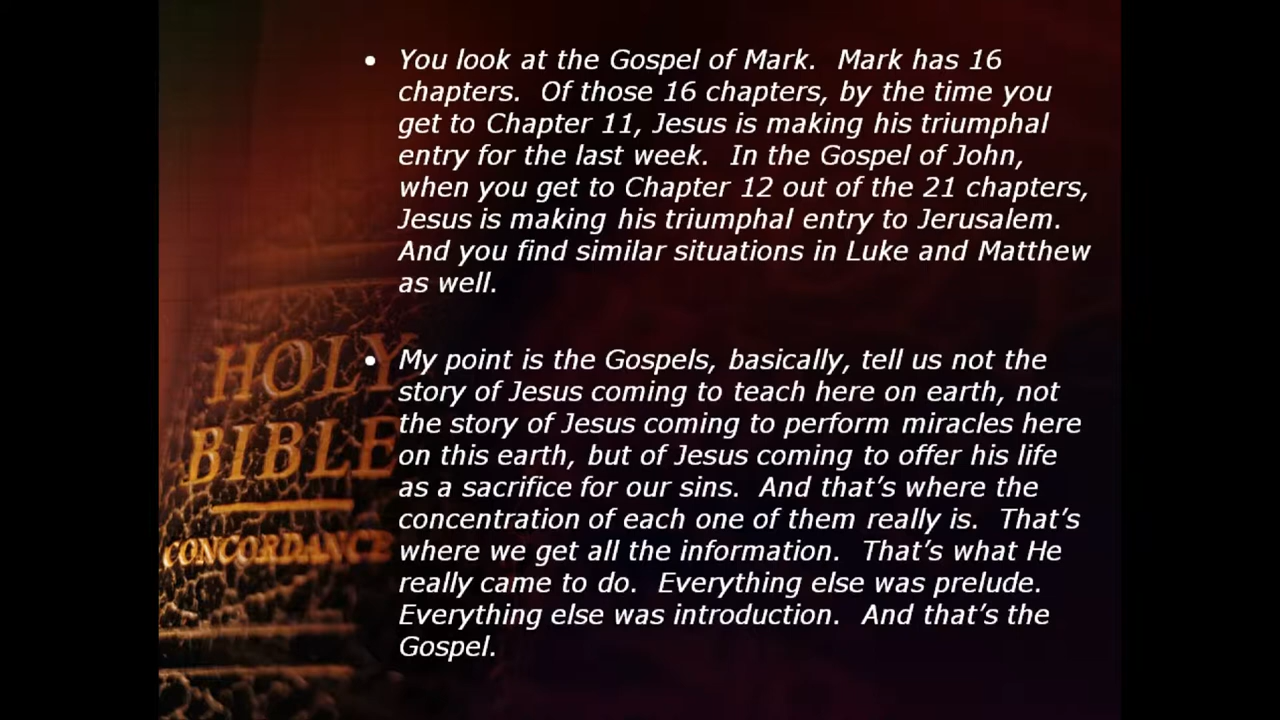 • You look at the Gospel of Mark.  Mark has 16
chapters.  Of those 16 chapters, by the time you
get to Chapter 11, Jesus is making his triumphal
entry for the last week.  In the Gospel of John,
when you get to Chapter 12 out of the 21 chapters,
Jesus is making his triumphal entry to Jerusalem.
And you find similar situations in Luke and Matthew
as well.
• My point is the Gospels, basically, tell us not the
story of Jesus coming to teach here on earth, not
the story of Jesus coming to perform miracles here
on this earth, but of Jesus coming to offer his life
as a sacrifice for our sins.  And that’s where the
concentration of each one of them really is.  That’s
where we get all the information.  That’s what He
really came to do.  Everything else was prelude.
Everything else was introduction.  And that’s the
Gospel.
HOLY
BIBLE
CONCORDANCE